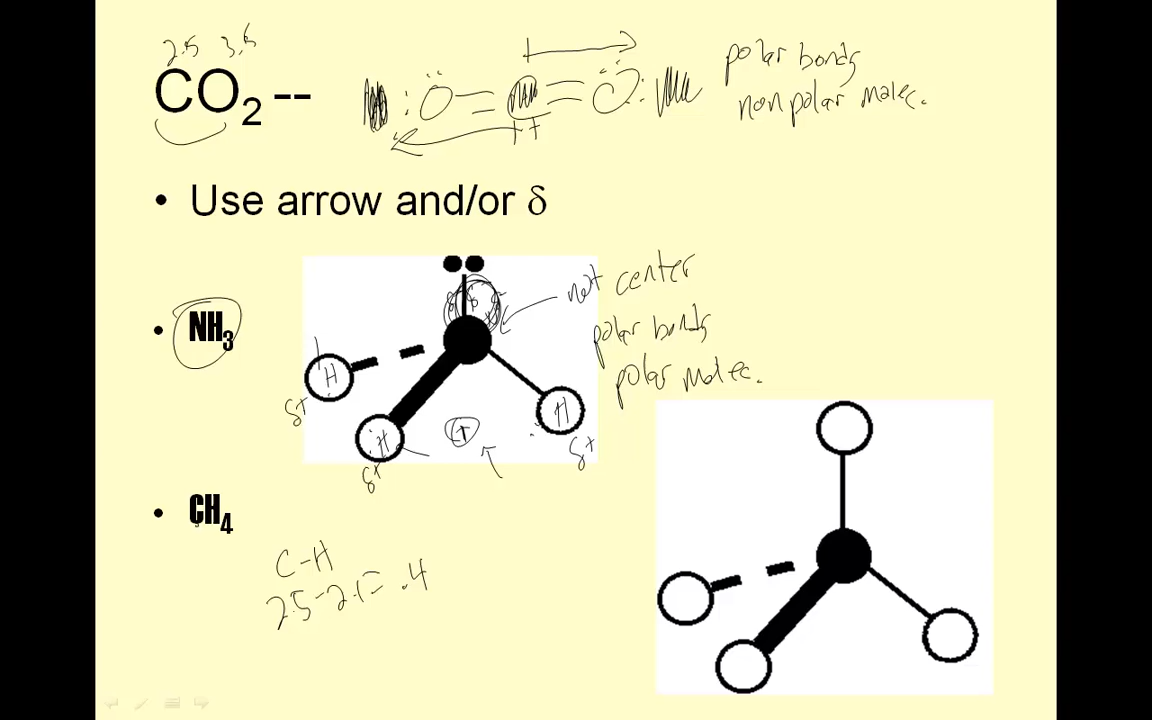 2.5 3.5
CO2 -- :O = = O: polar bonds
nonpolar molec.
++
• Use arrow and/or δ
not center
• NH3
polar bonds
polar molec.
H
H
H
δ+
δ+
δ+
+
• CH4
C-H
2.5-2.1= .4